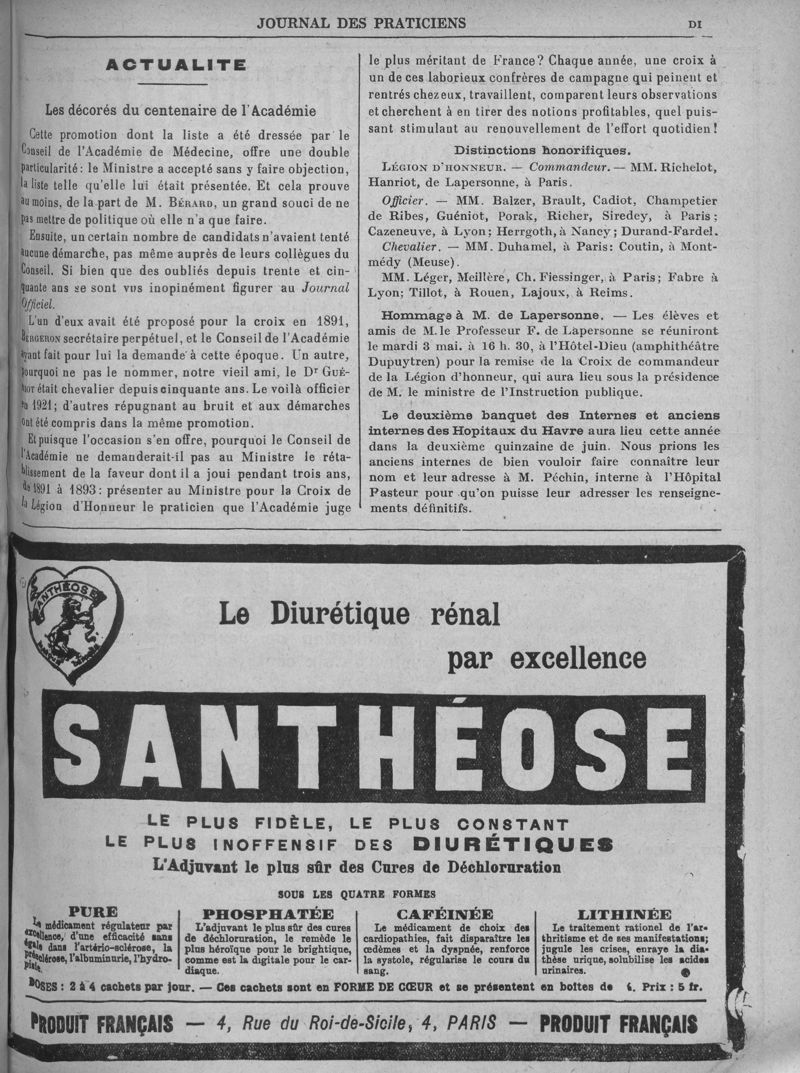 JOURNAL DES PRATICIENS
DI
ACTUALITE
Les décorés du centenaire de l'Académie
Cette promotion dont la liste a été dressée par le
Conseil de l'Académie de Médecine, offre une double
particularité: le Ministre a accepté sans y faire objection,
la liste telle qu'elle lui était présentée. Et cela prouve
au moins, de la part de M. BÉRARD, un grand souci de ne
pas mettre de politique où elle n'a que faire.
Ensuite, un certain nombre de candidats n'avaient tenté
aucune démarche, pas même auprès de leurs collègues du
Conseil. Si bien que des oubliés depuis trente et cin-
quante ans se sont vus inopinément figurer au Journal
Officiel.
L'un d'eux avait été proposé pour la croix en 1891,
BERGERON secrétaire perpétuel, et le Conseil de l'Académie
ayant fait pour lui la demande à cette époque. Un autre,
pourquoi ne pas le nommer, notre vieil ami, le Dr GUÉ-
NIOT était chevalier depuis cinquante ans. Le voilà officier
en 1921; d'autres répugnant au bruit et aux démarches
ont été compris dans la même promotion.
Et puisque l'occasion s'en offre, pourquoi le Conseil de
l'Académie ne demanderait-il pas au Ministre le réta-
blissement de la faveur dont il a joui pendant trois ans,
de 1891 à 1893: présenter au Ministre pour la Croix de
la Légion d'Honneur le praticien que l'Académie juge
le plus méritant de France? Chaque année, une croix à
un de ces laborieux confrères de campagne qui peinent et
rentrés chez eux, travaillent, comparent leurs observations
et cherchent à en tirer des notions profitables, quel puis-
sant stimulant au renouvellement de l'effort quotidien!
Distinctions honorifiques.
LÉGION D'HONNEUR. — Commandeur. — MM. Richelot,
Hanriot, de Lapersonne, à Paris.
Officier. — MM. Balzer, Brault, Cadiot, Champetier
de Ribes, Guéniot, Porak, Richer, Siredey, à Paris;
Cazeneuve, à Lyon; Herrgoth, à Nancy; Durand-Fardel.
Chevalier. — MM. Duhamel, à Paris: Coutin, à Mont-
médy (Meuse).
MM. Léger, Meillère, Ch. Fiessinger, à Paris; Fabre à
Lyon; Tillot, à Rouen, Lajoux, à Reims.
Hommage à M. de Lapersonne. — Les élèves et
amis de M. le Professeur F. de Lapersonne se réuniront
le mardi 3 mai, à 16 h. 30, à l'Hôtel-Dieu (amphithéâtre
Dupuytren) pour la remise de la Croix de commandeur
de la Légion d'honneur, qui aura lieu sous la présidence
de M. le ministre de l'Instruction publique.
Le deuxième banquet des Internes et anciens
internes des Hopitaux du Havre aura lieu cette année
dans la deuxième quinzaine de juin. Nous prions les
anciens internes de bien vouloir faire connaître leur
nom et leur adresse à M. Péchin, interne à l'Hôpital
Pasteur pour qu'on puisse leur adresser les renseigne-
ments définitifs.
SANTHÉOSE
Le Diurétique rénal
par excellence
SANTHÉOSE
LE PLUS FIDÈLE, LE PLUS CONSTANT
LE PLUS INOFFENSIF DES DIURÉTIQUES
L'Adjuvant le plus sûr des Cures de Déchloruration
SOUS LES QUATRE FORMES
PURE
Le médicament régulateur par
excellence, d'une efficacité sans
égale dans l'artério-sclérose, la
présclérose, l'albuminurie, l'hydro-
pisie.
PHOSPHATÉE
L'adjuvant le plus sûr des cures
de déchloruration, le remède le
plus héroïque pour le brightique,
comme est la digitale pour le car-
diaque.
CAFÉINÉE
Le médicament de choix des
cardiopathies, fait disparaître les
œdèmes et la dyspnée, renforce
la systole, régularise le cours du
sang.
LITHINÉE
Le traitement rationel de l'ar-
thritisme et de ses manifestations;
jugule les crises, enraye la dia-
thèse urique, solubilise les acides
urinaires.
DOSES: 2 à 4 cachets par jour. — Ces cachets sont en FORME DE CŒUR et se présentent en boîtes de 4. Prix: 5 fr.
PRODUIT FRANÇAIS — 4, Rue du Roi-de-Sicile, 4, PARIS — PRODUIT FRANÇAIS